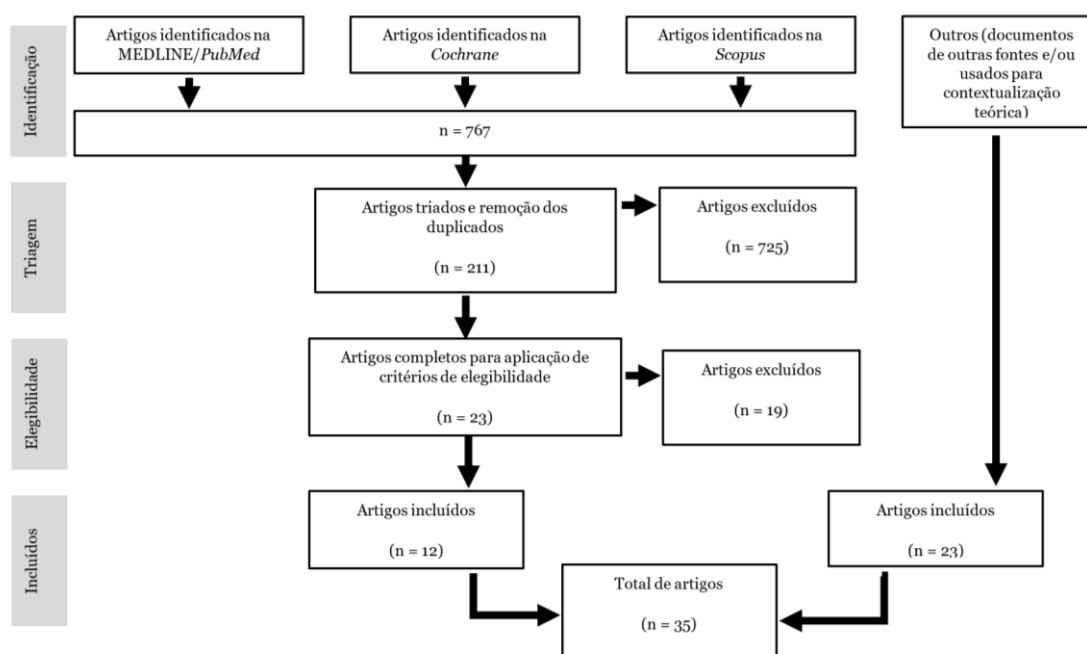 Identificação
Artigos identificados na
MEDLINE/PubMed
Artigos identificados na
Cochrane
Artigos identificados na
Scopus
Outros (documentos
de outras fontes e/ou
usados para
contextualização
teórica)
n = 767
Triagem
Artigos triados e remoção dos
duplicados
(n = 211)
Artigos excluídos
(n = 725)
Elegibilidade
Artigos completos para aplicação de
critérios de elegibilidade
(n = 23)
Artigos excluídos
(n = 19)
Incluídos
Artigos incluídos
(n = 12)
Artigos incluídos
(n = 23)
Total de artigos
(n = 35)